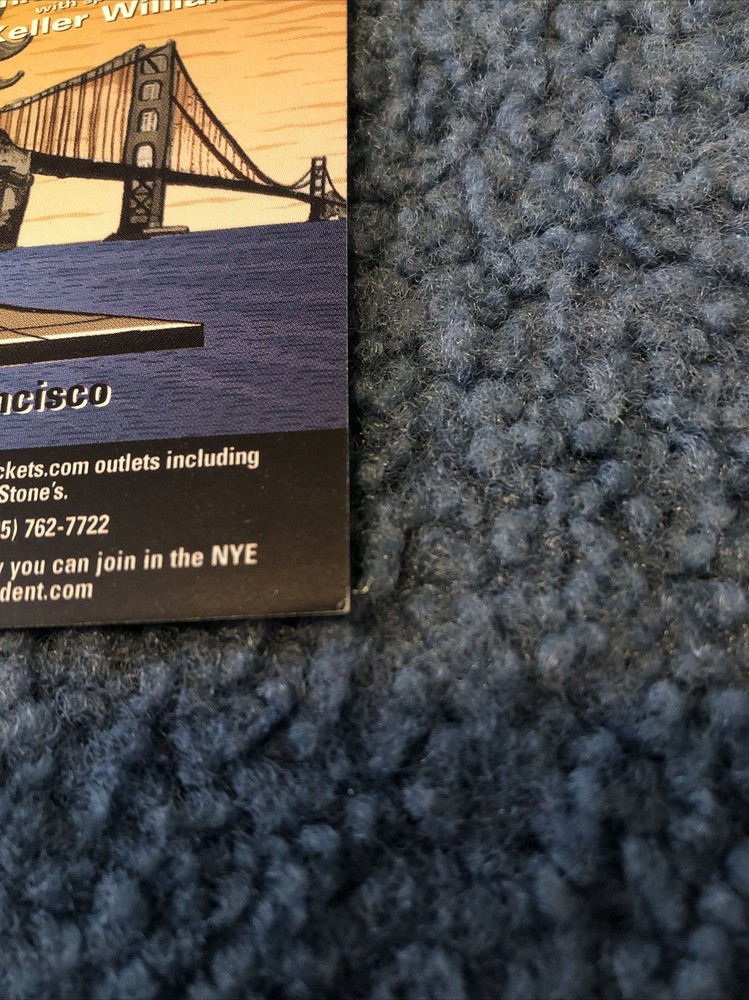 with
Keller Willia
ncisco
ckets.com outlets including
Stone's.
5) 762-7722
y you can join in the NYE
dent.com